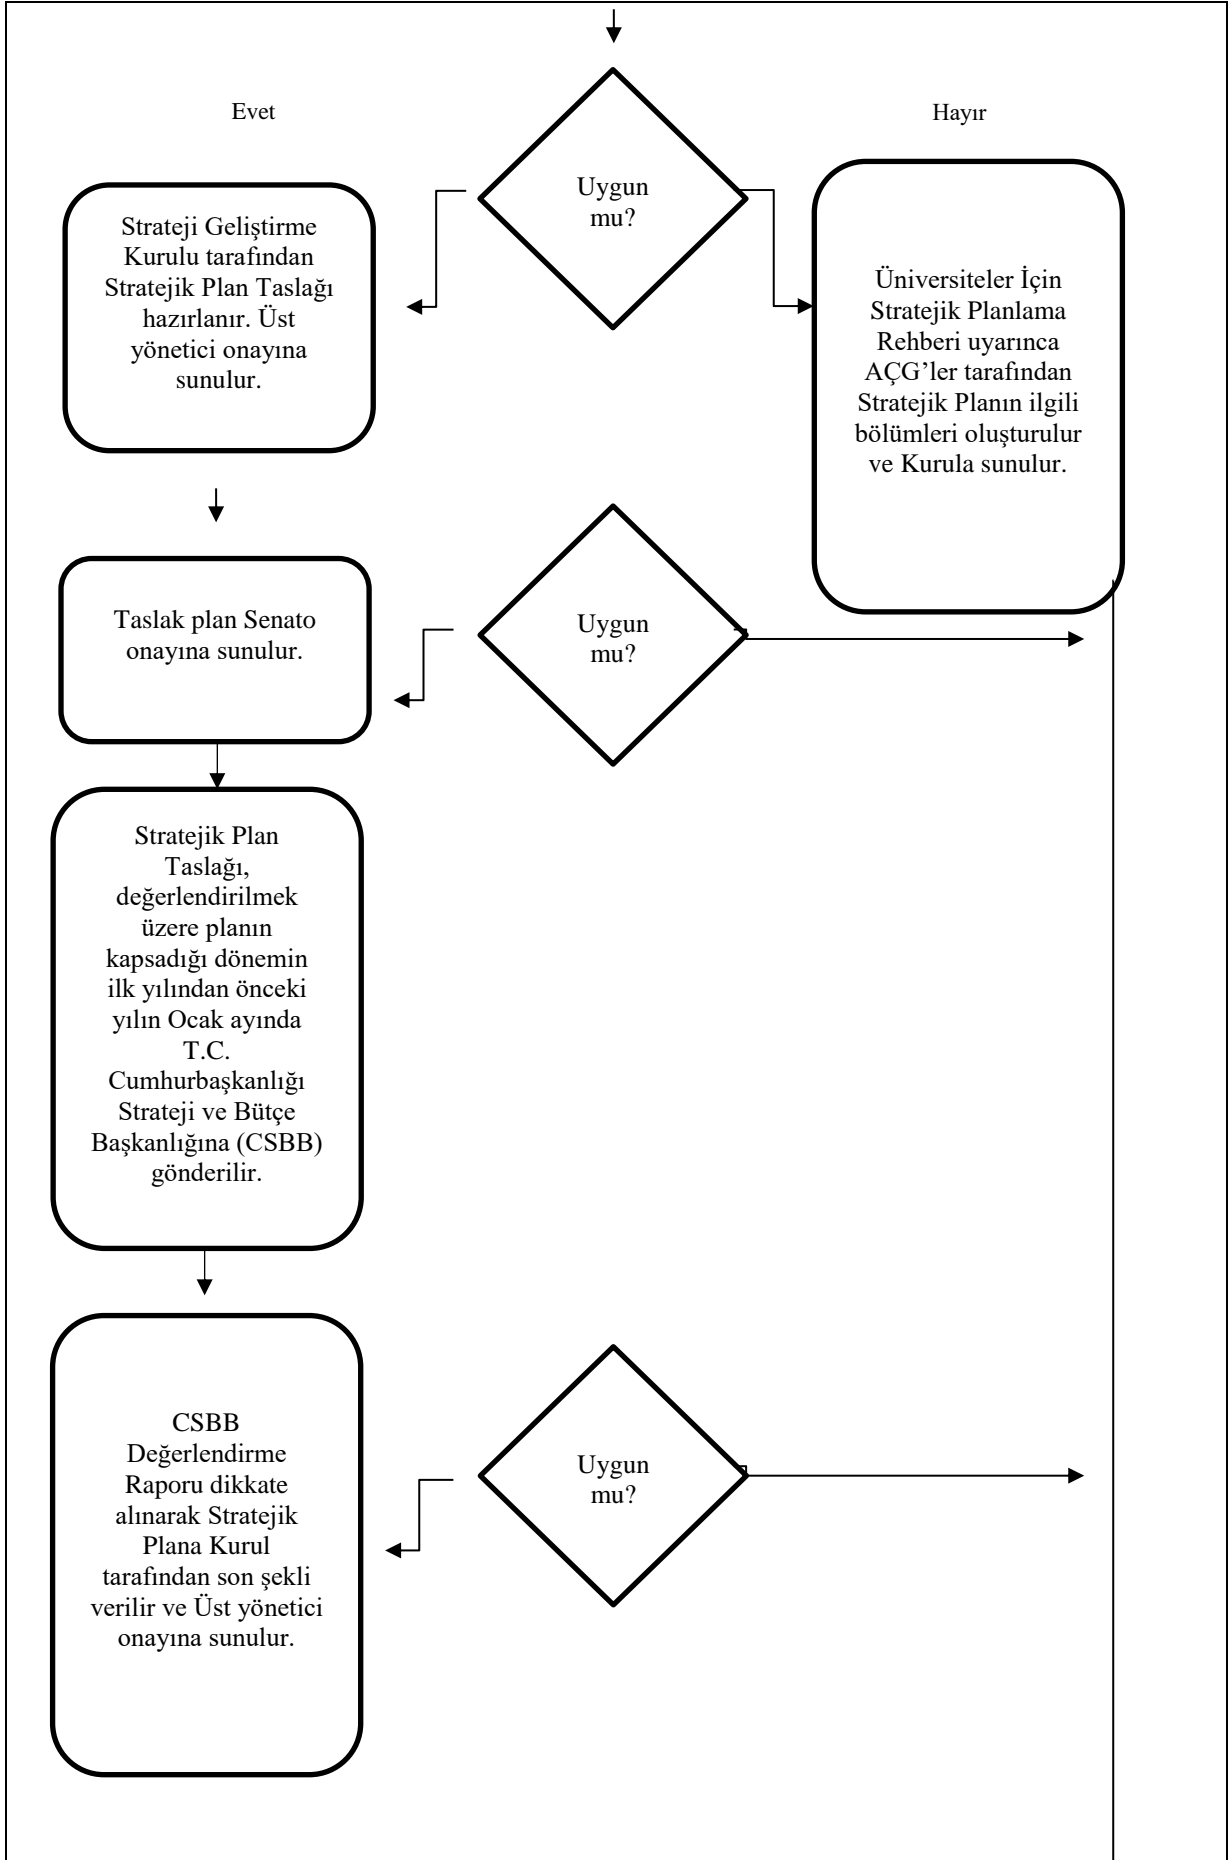 Evet
Hayır
Uygun
mu?
Strateji Geliştirme
Kurulu tarafından
Stratejik Plan Taslağı
hazırlanır. Üst
yönetici onayına
sunulur.
Üniversiteler İçin
Stratejik Planlama
Rehberi uyarınca
AÇG’ler tarafından
Stratejik Planın ilgili
bölümleri oluşturulur
ve Kurula sunulur.
Taslak plan Senato
onayına sunulur.
Uygun
mu?
Stratejik Plan
Taslağı,
değerlendirilmek
üzere planın
kapsadığı dönemin
ilk yılından önceki
yılın Ocak ayında
T.C.
Cumhurbaşkanlığı
Strateji ve Bütçe
Başkanlığına (CSBB)
gönderilir.
CSBB
Değerlendirme
Raporu dikkate
alınarak Stratejik
Plana Kurul
tarafından son şekli
verilir ve Üst yönetici
onayına sunulur.
Uygun
mu?